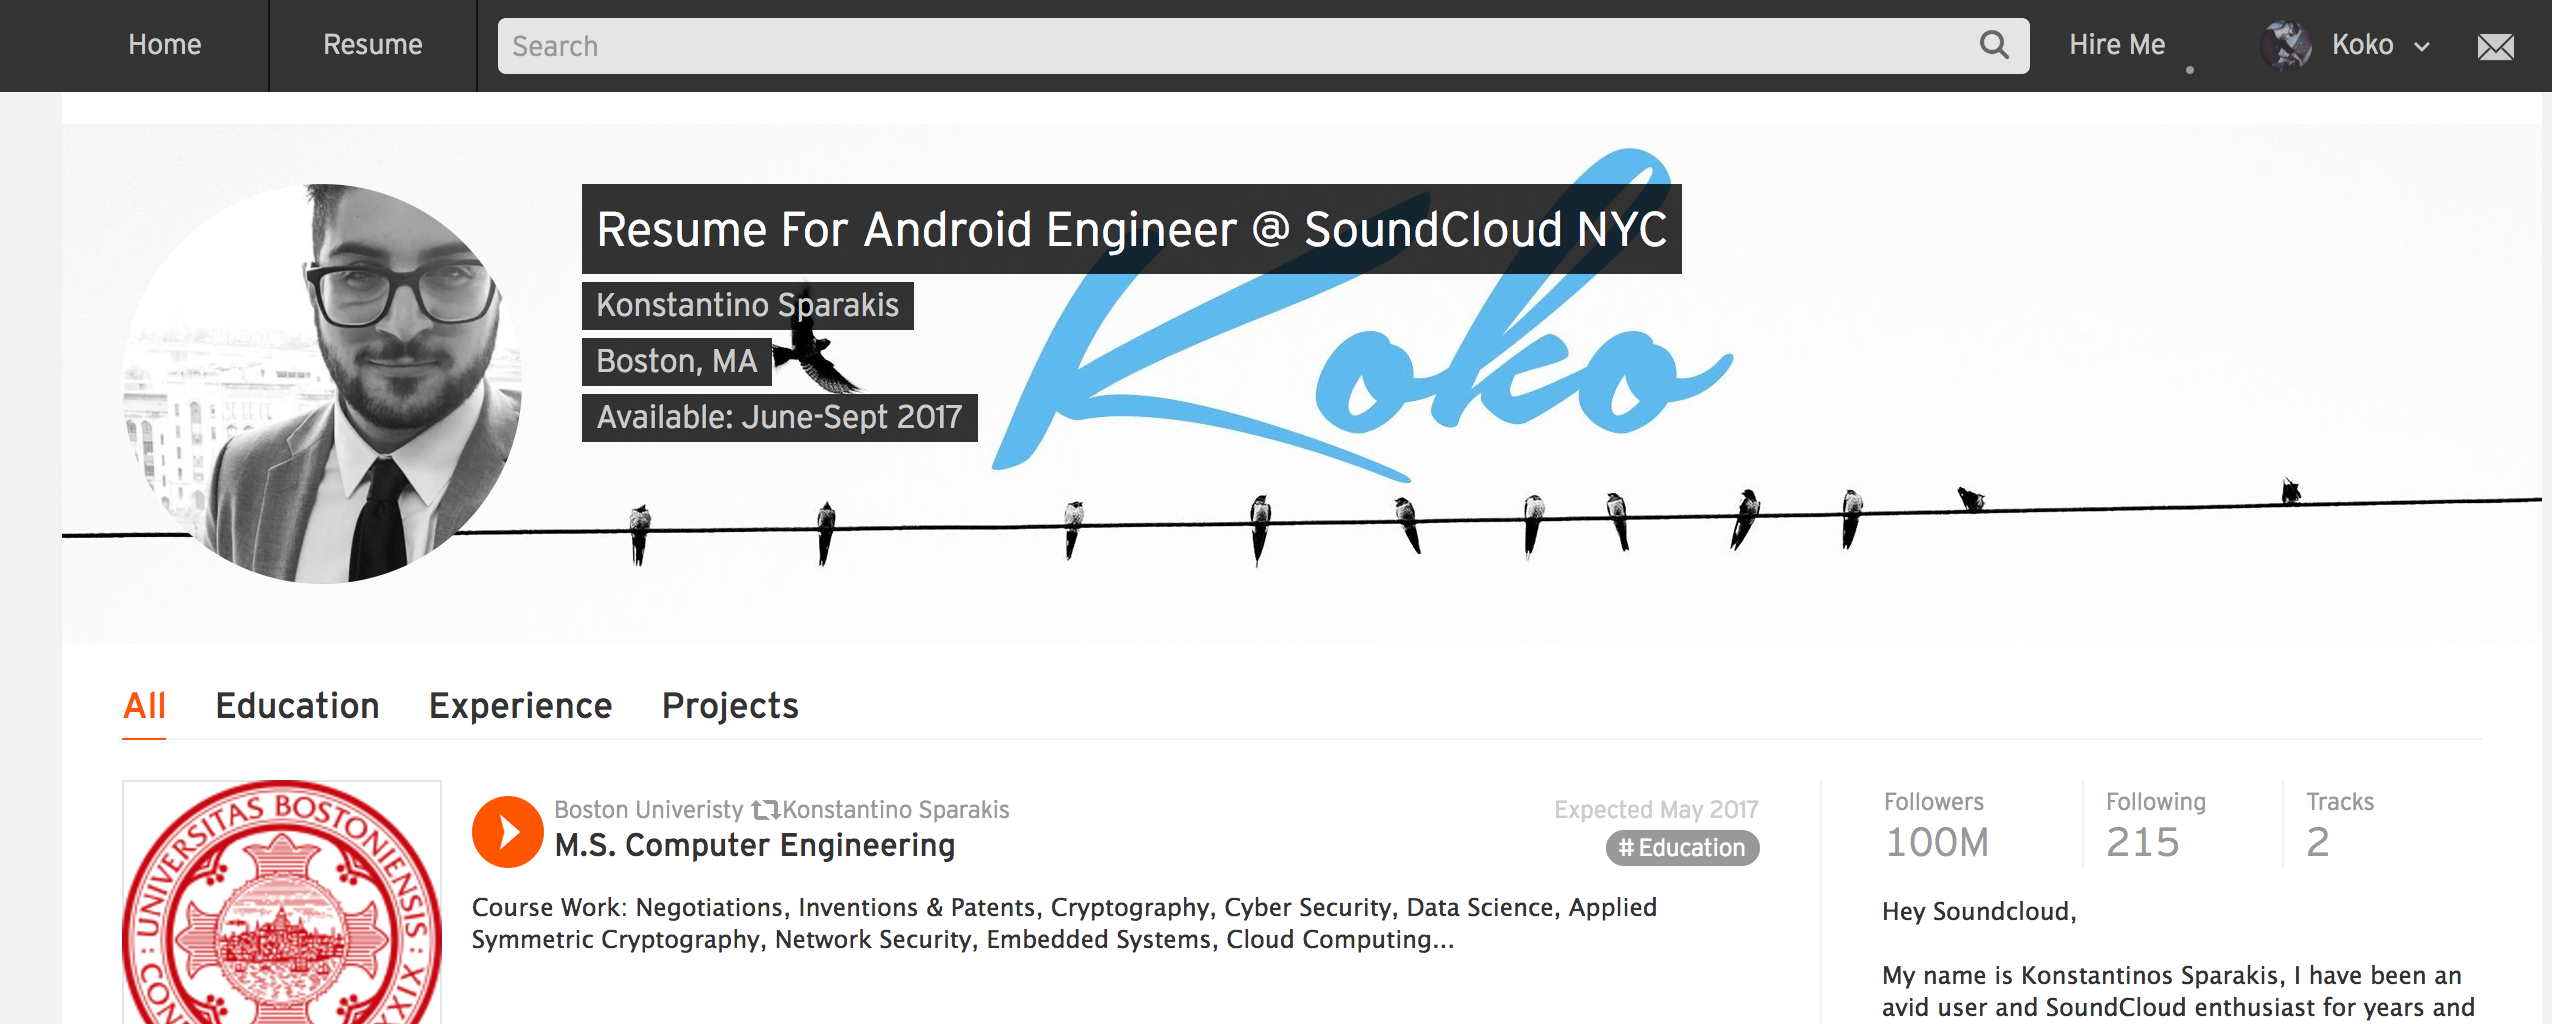 Home
Resume
Search
Hire Me
Koko
Koko
Resume For Android Engineer @ SoundCloud NYC
Konstantino Sparakis
Boston, MA
Available: June-Sept 2017
All
Education
Experience
Projects
UNIVERSITAS BOSTONIENSIS
Boston Univeristy Konstantino Sparakis
M.S. Computer Engineering
Expected May 2017
# Education
Course Work: Negotiations, Inventions & Patents, Cryptography, Cyber Security, Data Science, Applied
Symmetric Cryptography, Network Security, Embedded Systems, Cloud Computing...
Followers
100M
Following
215
Tracks
2
Hey Soundcloud,
My name is Konstantinos Sparakis, I have been an
avid user and SoundCloud enthusiast for years and